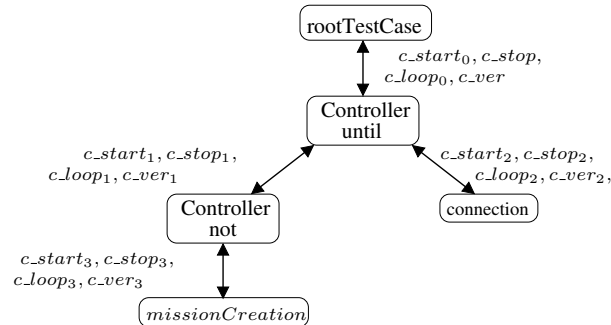 rootTestCase
c_start₀, c_stop,
c_loop₀, c_ver
Controller
until
c_start₁, c_stop₁,
c_loop₁, c_ver₁
c_start₂, c_stop₂,
c_loop₂, c_ver₂,
Controller
not
connection
c_start₃, c_stop₃,
c_loop₃, c_ver₃
missionCreation